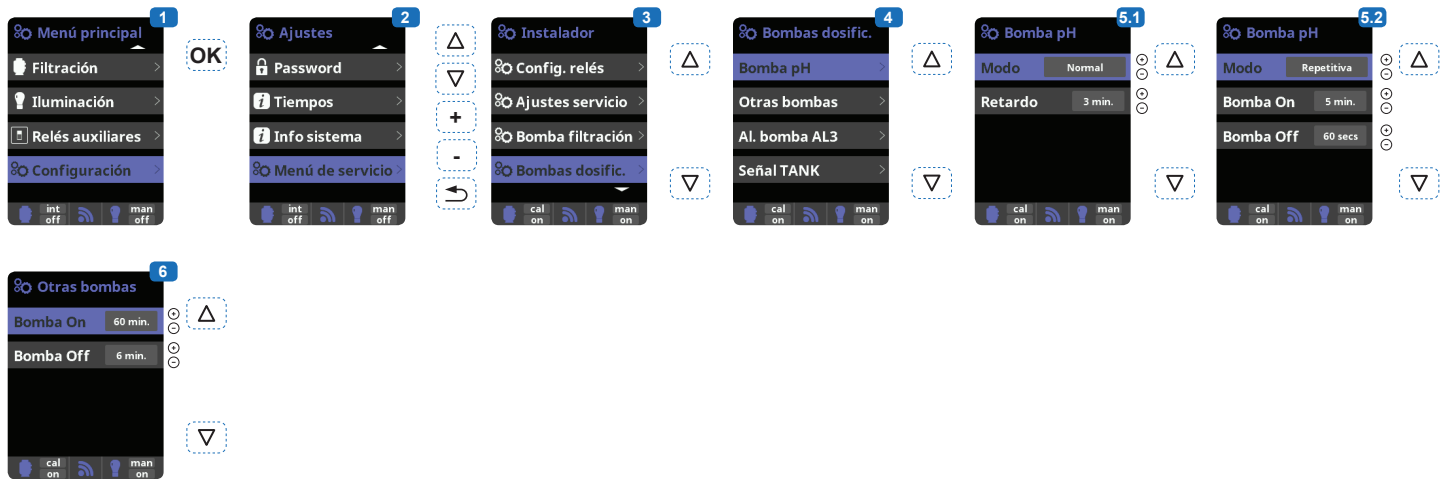 1
Menú principal
Filtración
Iluminación
Relés auxiliares
Configuración
int
off
man
off
OK
2
Ajustes
Password
Tiempos
Info sistema
Menú de servicio
int
off
man
off
+
-
3
Instalador
Config. relés
Ajustes servicio
Bomba filtración
Bombas dosific.
cal
on
man
on
4
Bombas dosific.
Bomba pH
Otras bombas
Al. bomba AL3
Señal TANK
cal
on
man
on
5.1
Bomba pH
Modo Normal
Retardo 3 min.
cal
on
man
on
5.2
Bomba pH
Modo Repetitiva
Bomba On 5 min.
Bomba Off 60 secs
cal
on
man
on
6
Otras bombas
Bomba On 60 min.
Bomba Off 6 min.
cal
on
man
on